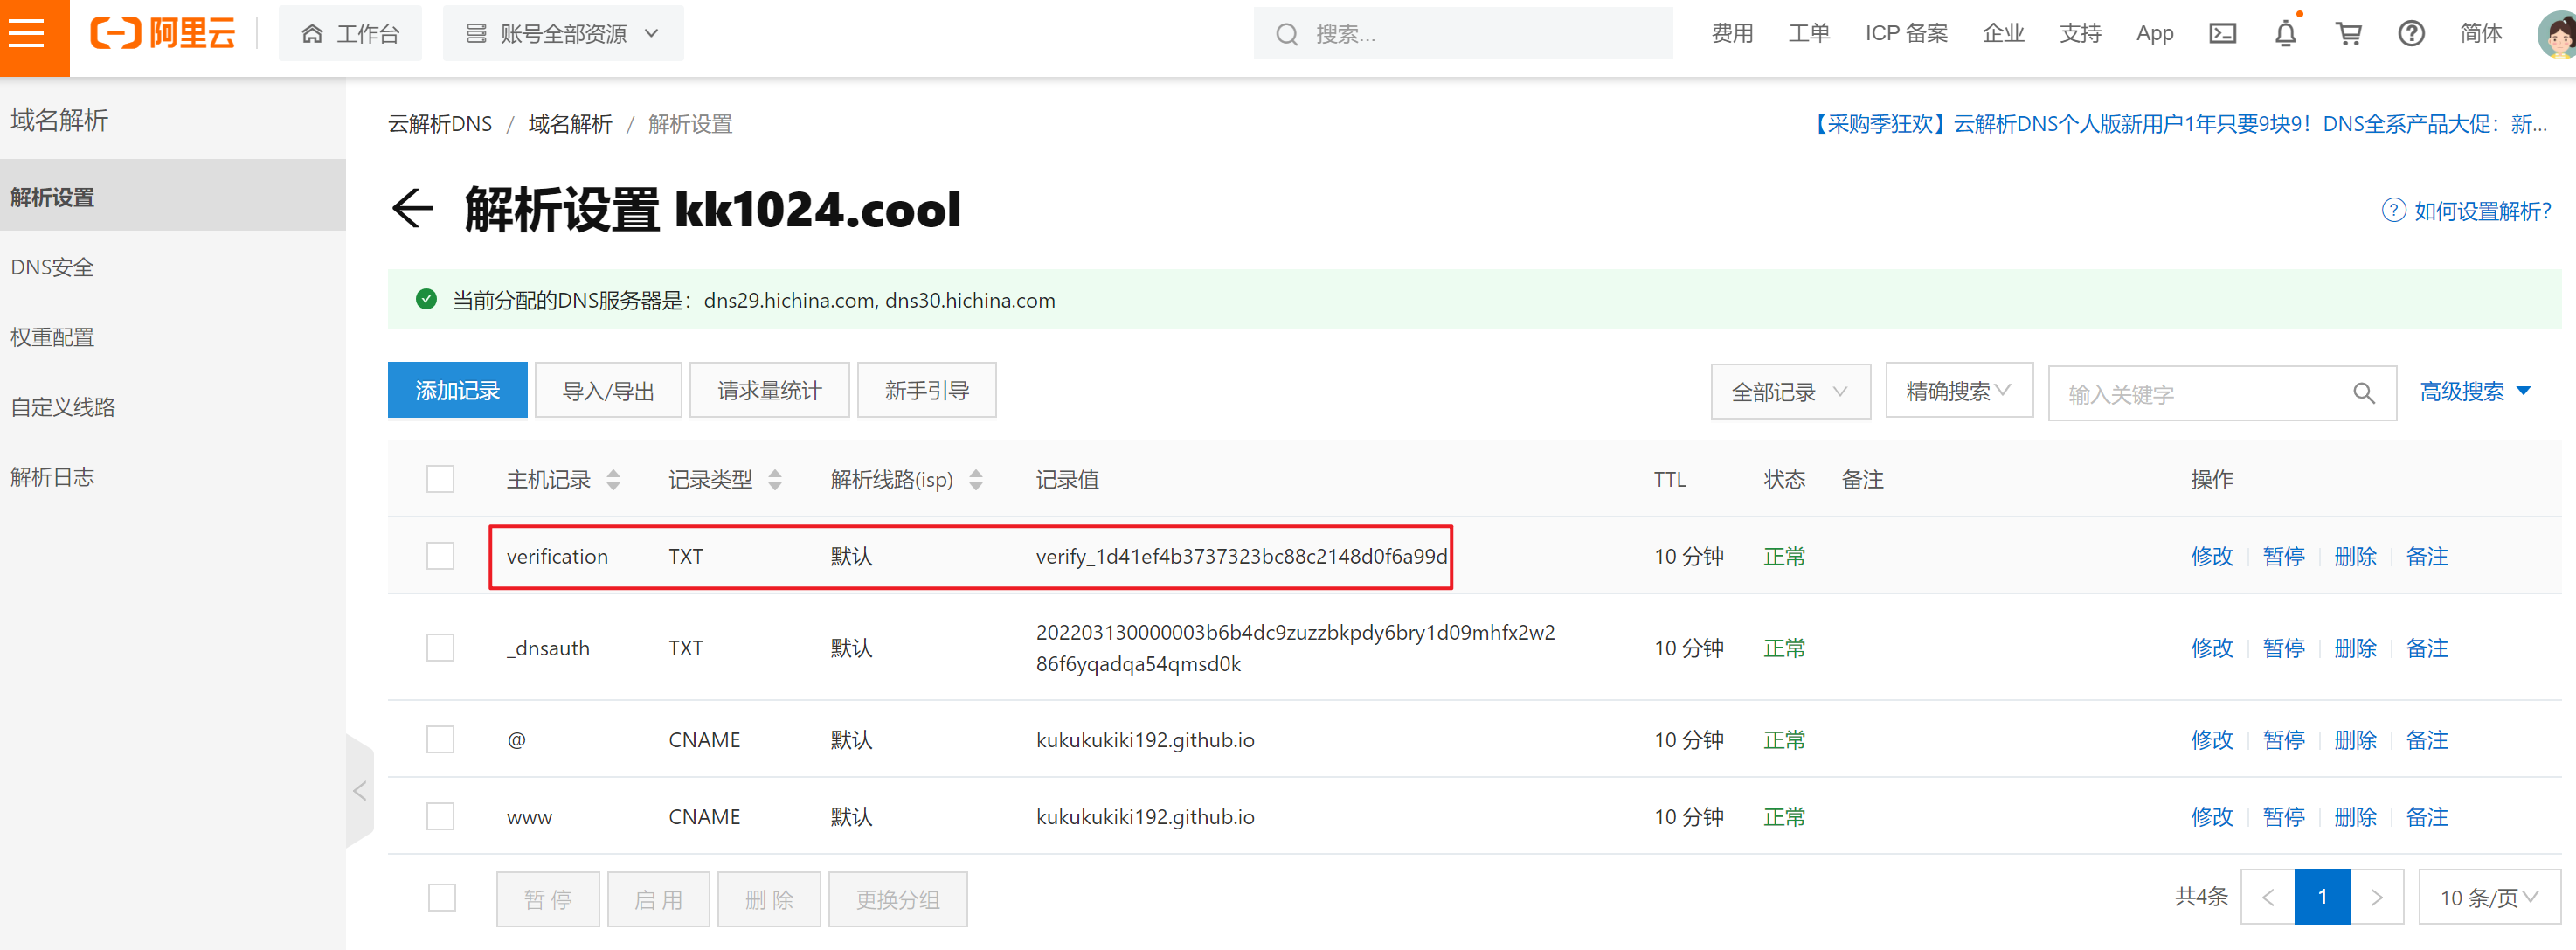 阿里云 工作台 账号全部资源 搜索... 费用 工单 ICP 备案 企业 支持 App 简体
域名解析
解析设置
DNS安全
权重配置
自定义线路
解析日志
云解析DNS / 域名解析 / 解析设置
【采购季狂欢】云解析DNS个人版新用户1年只要9块9！DNS全系产品大促：新...
解析设置 kk1024.cool
如何设置解析?
当前分配的DNS服务器是：dns29.hichina.com, dns30.hichina.com
添加记录 导入/导出 请求量统计 新手引导 全部记录 精确搜索 输入关键字 高级搜索
主机记录 记录类型 解析线路(isp) 记录值 TTL 状态 备注 操作
verification TXT 默认 verify_1d41ef4b3737323bc88c2148d0f6a99d 10 分钟 正常 修改 暂停 删除 备注
_dnsauth TXT 默认 202203130000003b6b4dc9zuzzbkpdy6bry1d09mhfx2w2
86f6yqadqa54qmsd0k 10 分钟 正常 修改 暂停 删除 备注
@ CNAME 默认 kukukukiki192.github.io 10 分钟 正常 修改 暂停 删除 备注
www CNAME 默认 kukukukiki192.github.io 10 分钟 正常 修改 暂停 删除 备注
暂停 启用 删除 更换分组 共4条 < 1 > 10 条/页